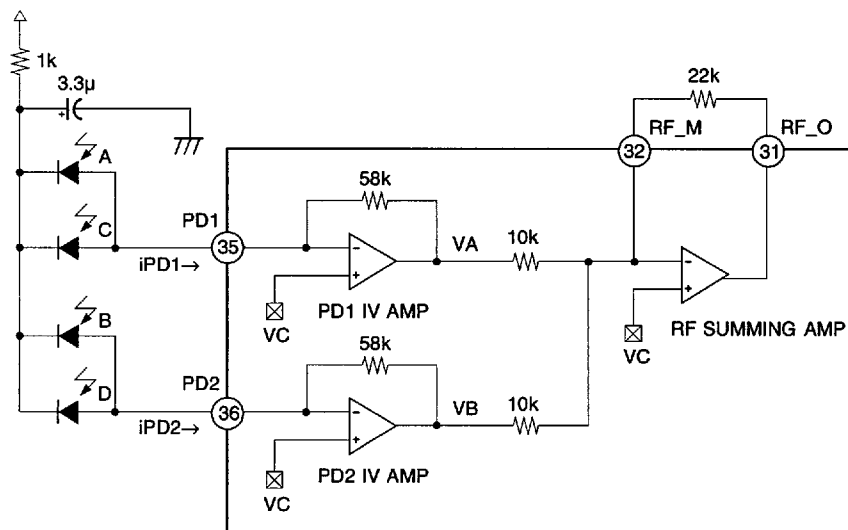 1k
3.3μ
+
22k
RF_M
RF_O
32
31
A
58k
PD1
C
35
VA
10k
iPD1→
−
+
−
+
VC
PD1 IV AMP
VC
RF SUMMING AMP
B
58k
PD2
D
36
VB
10k
iPD2→
−
+
VC
PD2 IV AMP